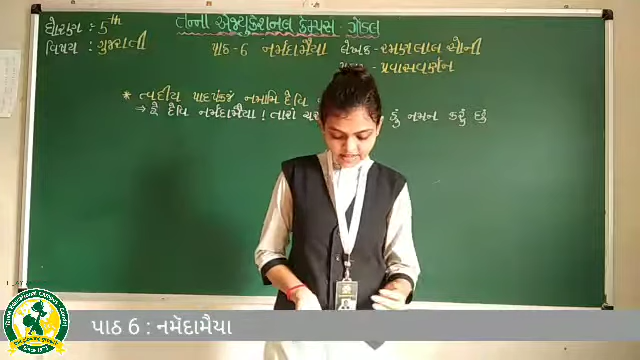 ધોરણ : 5th
વિષય : ગુજરાતી
તન્ના એજ્યુકેશનલ કેમ્પસ - ગોંડલ
પાઠ-6 નર્મદામૈયા લેખક - રમણલાલ સોની
- પ્રવાસવર્ણન
* ત્વદીય પાદપંકજં નમામિ દેવિ
→ હે દેવિ નર્મદામૈયા ! તારાં હું નમન કરું છું
પાઠ 6 : નર્મદામૈયા